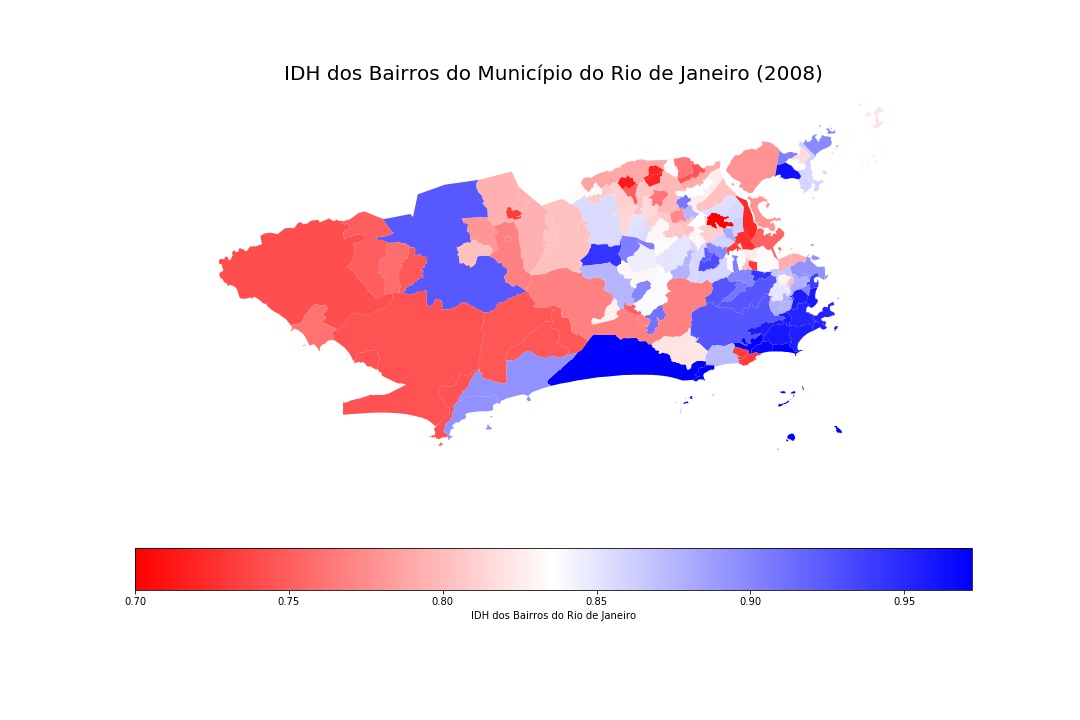 IDH dos Bairros do Município do Rio de Janeiro (2008)
0.70 0.75 0.80 0.85 0.90 0.95
IDH dos Bairros do Rio de Janeiro